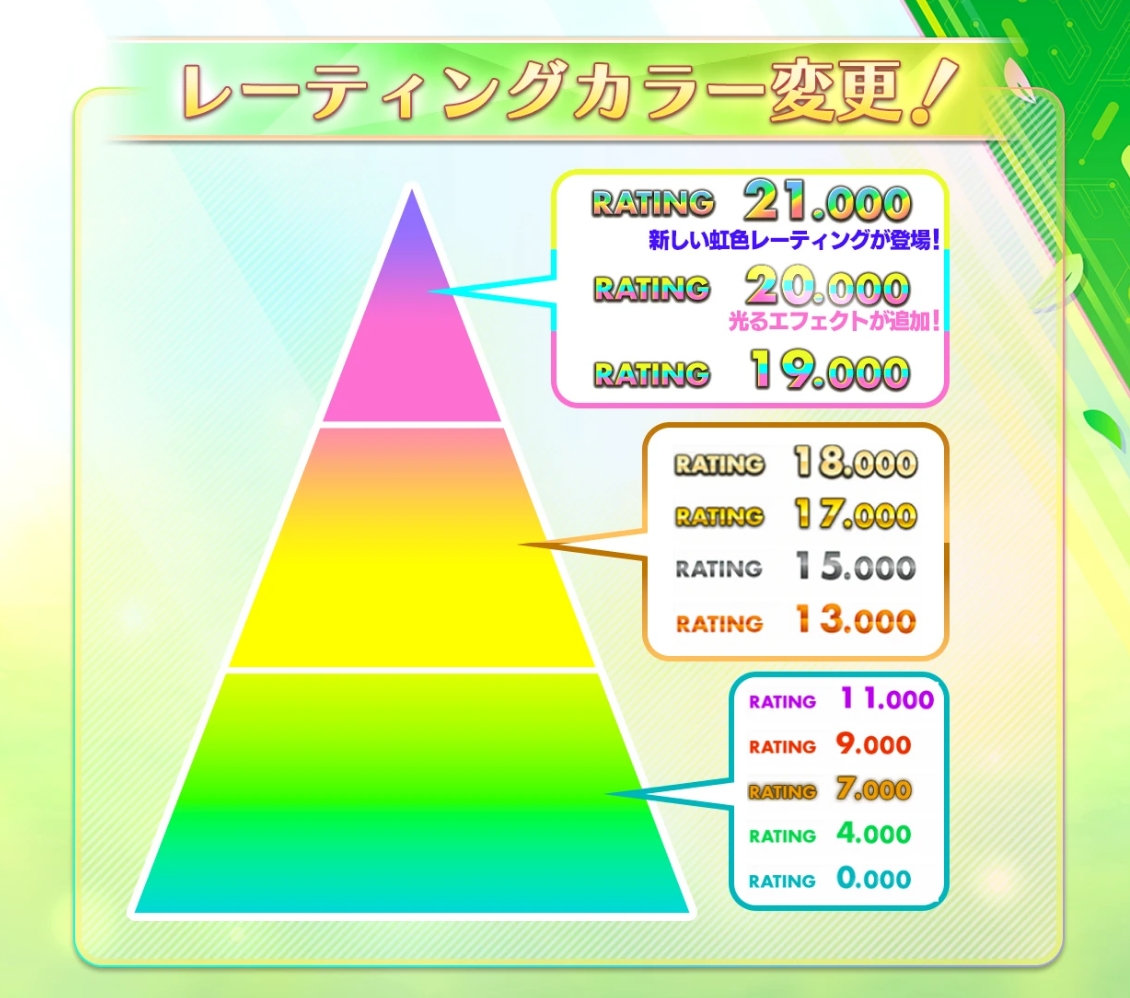 レーティングカラー変更!
RATING 21.000
新しい虹色レーティングが登場!
RATING 20.000
光るエフェクトが追加!
RATING 19.000
RATING 18.000
RATING 17.000
RATING 15.000
RATING 13.000
RATING 11.000
RATING 9.000
RATING 7.000
RATING 4.000
RATING 0.000